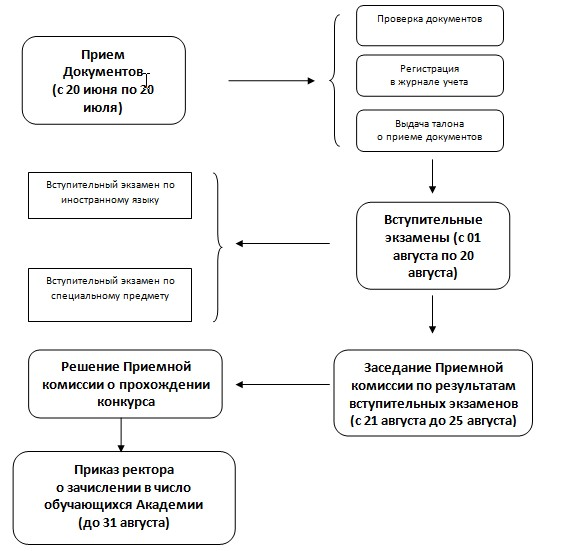 Прием
Документов
(с 20 июня по 20
июля)
Проверка документов
Регистрация
в журнале учета
Выдача талона
о приеме документов
Вступительные
экзамены (с 01
августа по 20
августа)
Вступительный экзамен по
иностранному языку
Вступительный экзамен по
специальному предмету
Заседание Приемной
комиссии по результатам
вступительных экзаменов
(с 21 августа до 25 августа)
Решение Приемной
комиссии о прохождении
конкурса
Приказ ректора
о зачислении в число
обучающихся Академии
(до 31 августа)